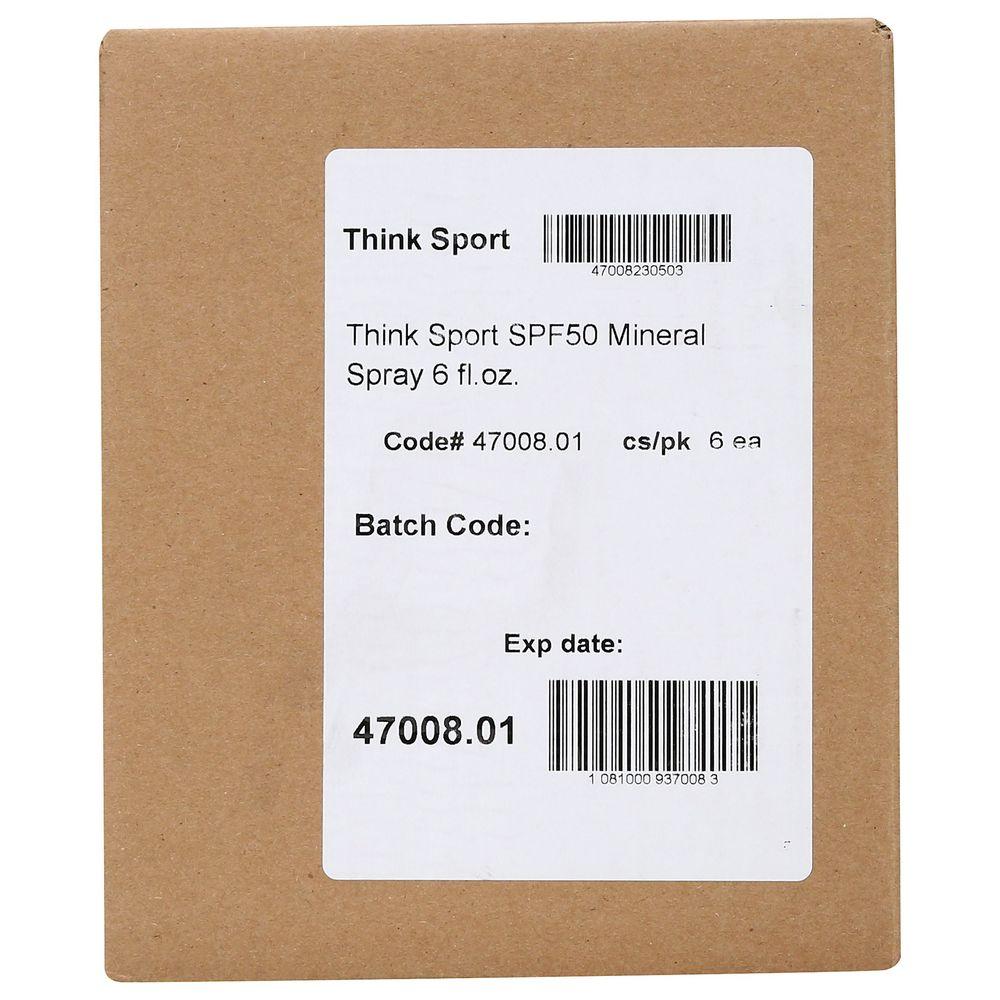 Think Sport
47008230503
Think Sport SPF50 Mineral
Spray 6 fl.oz.
Code# 47008.01 cs/pk 6 ea
Batch Code:
Exp date:
47008.01
1 081000 937008 3